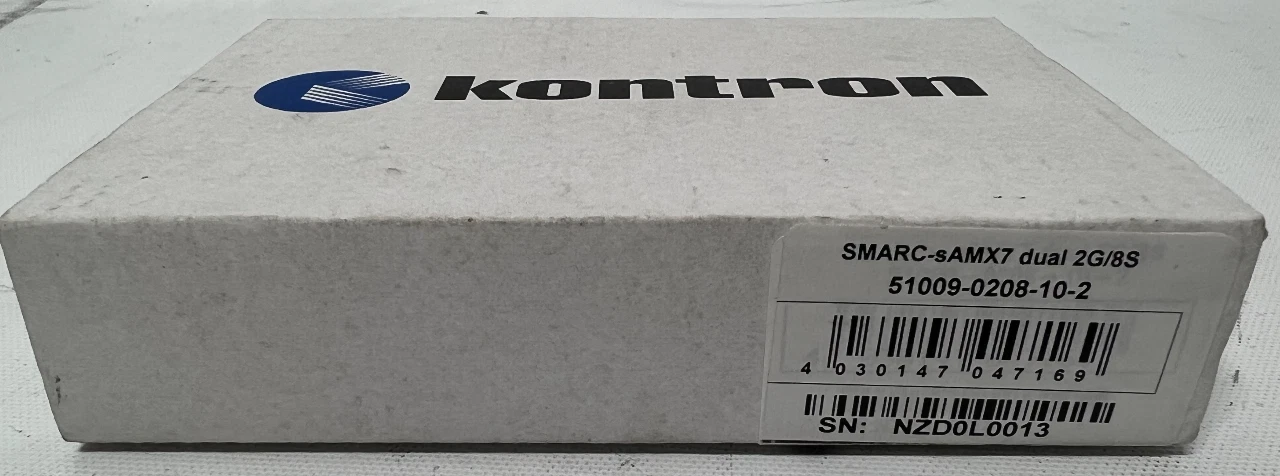 kontron
SMARC-sAMX7 dual 2G/8S
51009-0208-10-2
4 030147 047169
SN: NZD0L0013